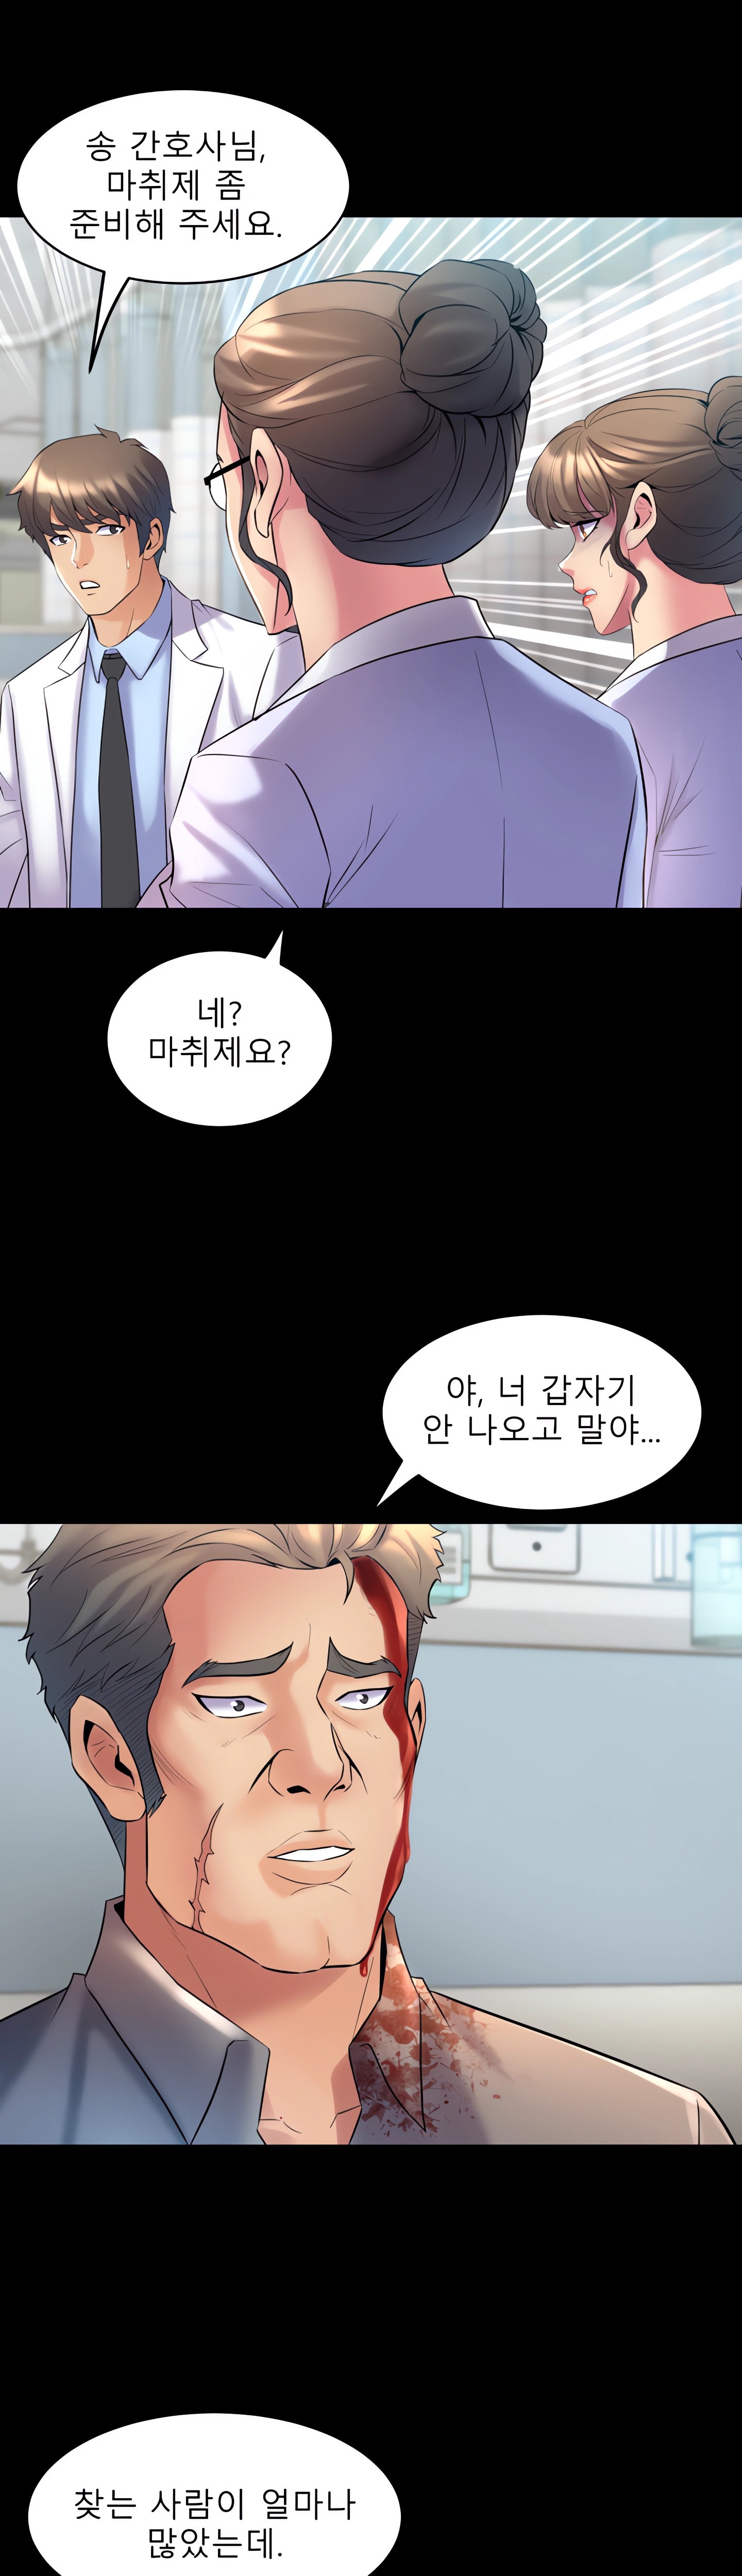 송 간호사님,
마취제 좀
준비해 주세요.
네?
마취제요?
야, 너 갑자기
안 나오고 말야...
찾는 사람이 얼마나
많았는데.